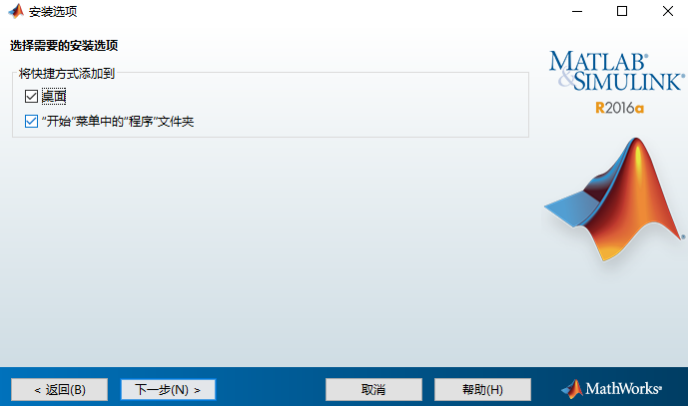 安装选项
选择需要的安装选项
将快捷方式添加到
桌面
"开始"菜单中的"程序"文件夹
MATLAB®
&SIMULINK®
R2016a
< 返回(B)
下一步(N) >
取消
帮助(H)
MathWorks®